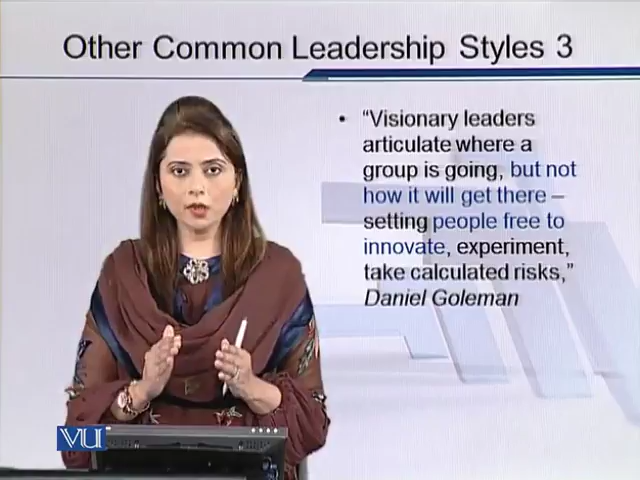 Other Common Leadership Styles 3
• “Visionary leaders
articulate where a
group is going, but not
how it will get there –
setting people free to
innovate, experiment,
take calculated risks,”
Daniel Goleman
VU